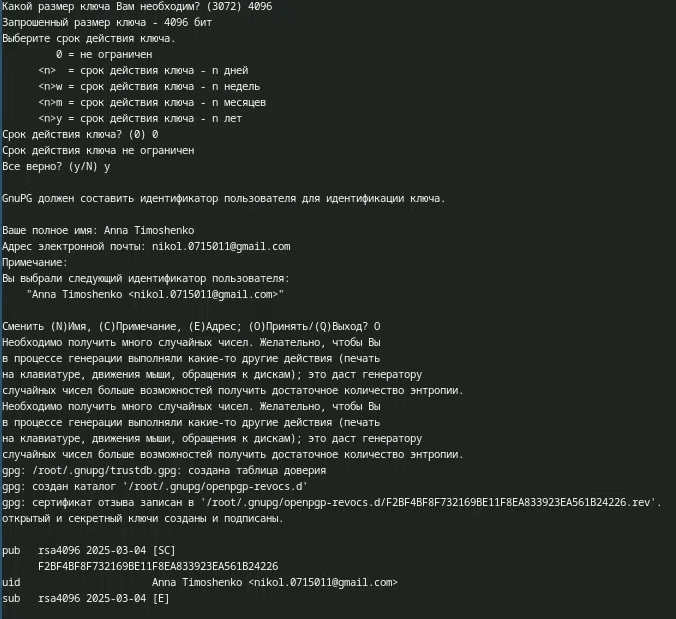 Какой размер ключа Вам необходим? (3072) 4096
Запрошенный размер ключа - 4096 бит
Выберите срок действия ключа.
         0 = не ограничен
      <n>  = срок действия ключа - n дней
      <n>w = срок действия ключа - n недель
      <n>m = срок действия ключа - n месяцев
      <n>y = срок действия ключа - n лет
Срок действия ключа? (0) 0
Срок действия ключа не ограничен
Все верно? (y/N) y
GnuPG должен составить идентификатор пользователя для идентификации ключа.
Ваше полное имя: Anna Timoshenko
Адрес электронной почты: nikol.0715011@gmail.com
Примечание:
Вы выбрали следующий идентификатор пользователя:
    "Anna Timoshenko <nikol.0715011@gmail.com>"
Сменить (N)Имя, (C)Примечание, (E)Адрес; (O)Принять/(Q)Выход? O
Необходимо получить много случайных чисел. Желательно, чтобы Вы
в процессе генерации выполняли какие-то другие действия (печать
на клавиатуре, движения мыши, обращения к дискам); это даст генератору
случайных чисел больше возможностей получить достаточное количество энтропии.
Необходимо получить много случайных чисел. Желательно, чтобы Вы
в процессе генерации выполняли какие-то другие действия (печать
на клавиатуре, движения мыши, обращения к дискам); это даст генератору
случайных чисел больше возможностей получить достаточное количество энтропии.
gpg: /root/.gnupg/trustdb.gpg: создана таблица доверия
gpg: создан каталог '/root/.gnupg/openpgp-revocs.d'
gpg: сертификат отзыва записан в '/root/.gnupg/openpgp-revocs.d/F2BF4BF8F732169BE11F8EA833923EA561B24226.rev'.
открытый и секретный ключи созданы и подписаны.
pub   rsa4096 2025-03-04 [SC]
      F2BF4BF8F732169BE11F8EA833923EA561B24226
uid                      Anna Timoshenko <nikol.0715011@gmail.com>
sub   rsa4096 2025-03-04 [E]